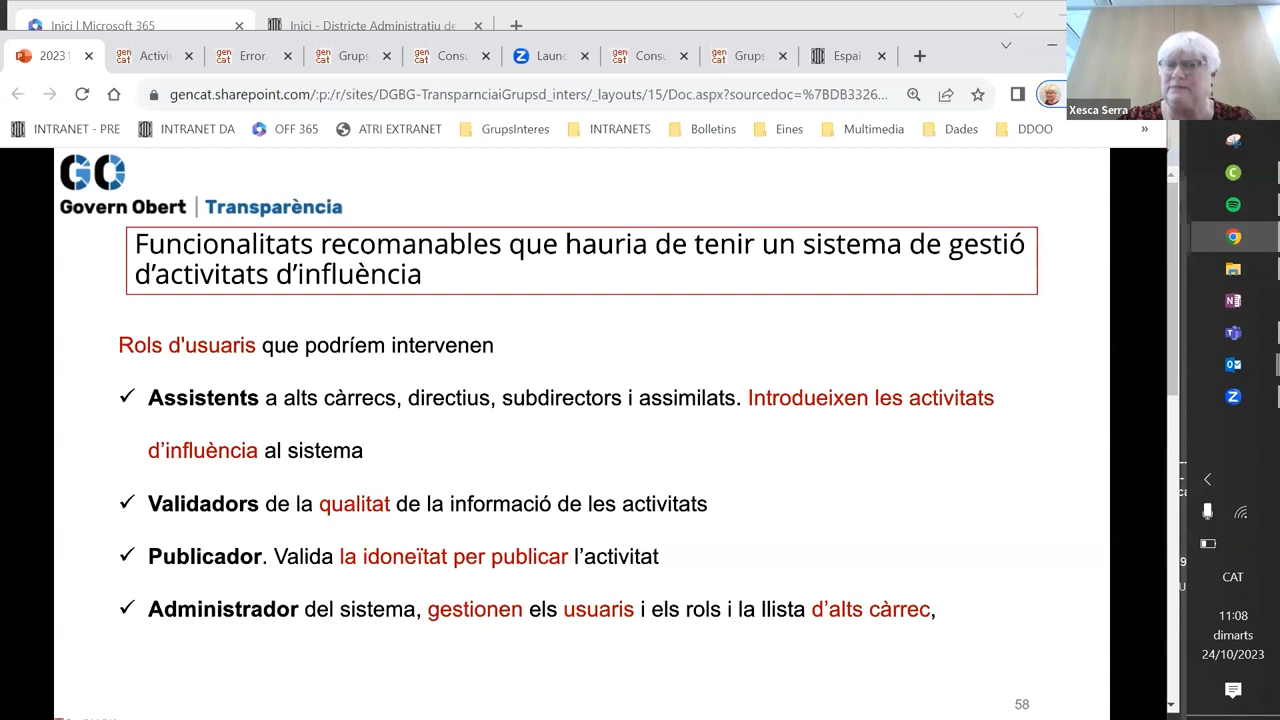 Inici | Microsoft 365
Inici - Districte Administratiu de
20231
Activi
Error.
Grups
Consu
Launc
Consu
Grups
Espai
gencat.sharepoint.com/:p:/r/sites/DGBG-TransparenciaiGrupsd_inters/_layouts/15/Doc.aspx?sourcedoc=%7BDB3326...
Xesca Serra
INTRANET - PRE
INTRANET DA
OFF 365
ATRI EXTRANET
GrupsInteres
INTRANETS
Bolletins
Eines
Multimedia
Dades
DDOO
»
GO
Govern Obert | Transparència
Funcionalitats recomanables que hauria de tenir un sistema de gestió
d’activitats d’influència
Rols d'usuaris que podríem intervenen
✓ Assistents a alts càrrecs, directius, subdirectors i assimilats. Introdueixen les activitats
d’influència al sistema
✓ Validadors de la qualitat de la informació de les activitats
✓ Publicador. Valida la idoneïtat per publicar l’activitat
✓ Administrador del sistema, gestionen els usuaris i els rols i la llista d’alts càrrec,
58
CAT
11:08
dimarts
24/10/2023